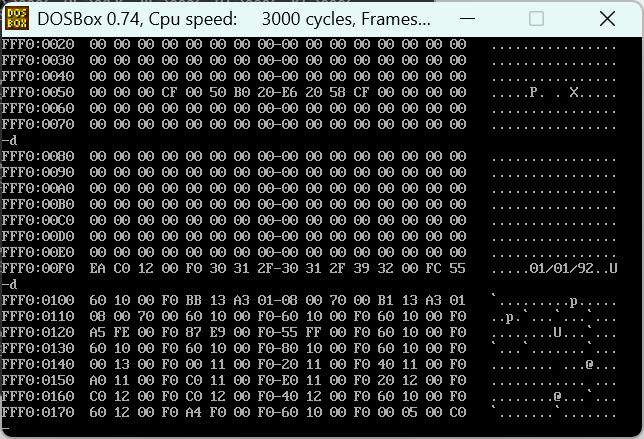 DOSBox 0.74, Cpu speed: 3000 cycles, Frames...
FFF0:0020 00 00 00 00 00 00 00 00-00 00 00 00 00 00 00 00 ................
FFF0:0030 00 00 00 00 00 00 00 00-00 00 00 00 00 00 00 00 ................
FFF0:0040 00 00 00 00 00 00 00 00-00 00 00 00 00 00 00 00 ................
FFF0:0050 00 00 00 CF 00 50 B0 20-E6 20 58 CF 00 00 00 00 .....P. . X.....
FFF0:0060 00 00 00 00 00 00 00 00-00 00 00 00 00 00 00 00 ................
FFF0:0070 00 00 00 00 00 00 00 00-00 00 00 00 00 00 00 00 ................
-d
FFF0:0080 00 00 00 00 00 00 00 00-00 00 00 00 00 00 00 00 ................
FFF0:0090 00 00 00 00 00 00 00 00-00 00 00 00 00 00 00 00 ................
FFF0:00A0 00 00 00 00 00 00 00 00-00 00 00 00 00 00 00 00 ................
FFF0:00B0 00 00 00 00 00 00 00 00-00 00 00 00 00 00 00 00 ................
FFF0:00C0 00 00 00 00 00 00 00 00-00 00 00 00 00 00 00 00 ................
FFF0:00D0 00 00 00 00 00 00 00 00-00 00 00 00 00 00 00 00 ................
FFF0:00E0 00 00 00 00 00 00 00 00-00 00 00 00 00 00 00 00 ................
FFF0:00F0 EA C0 12 00 F0 30 31 2F-30 31 2F 39 32 00 FC 55 .....01/01/92..U
-d
FFF0:0100 60 10 00 F0 BB 13 A3 01-08 00 70 00 B1 13 A3 01 `.........p.....
FFF0:0110 08 00 70 00 60 10 00 F0-60 10 00 F0 60 10 00 F0 ..p.`...`...`...
FFF0:0120 A5 FE 00 F0 87 E9 00 F0-55 FF 00 F0 60 10 00 F0 ........U...`...
FFF0:0130 60 10 00 F0 60 10 00 F0-80 10 00 F0 60 10 00 F0 `...`.......`...
FFF0:0140 00 13 00 F0 00 11 00 F0-20 11 00 F0 40 11 00 F0 ........ ...@...
FFF0:0150 A0 11 00 F0 C0 11 00 F0-E0 11 00 F0 20 12 00 F0 ............ ...
FFF0:0160 C0 12 00 F0 C0 12 00 F0-40 12 00 F0 60 10 00 F0 ........@...`...
FFF0:0170 60 12 00 F0 A4 F0 00 F0-60 10 00 F0 00 05 00 C0 `.......`.......
-